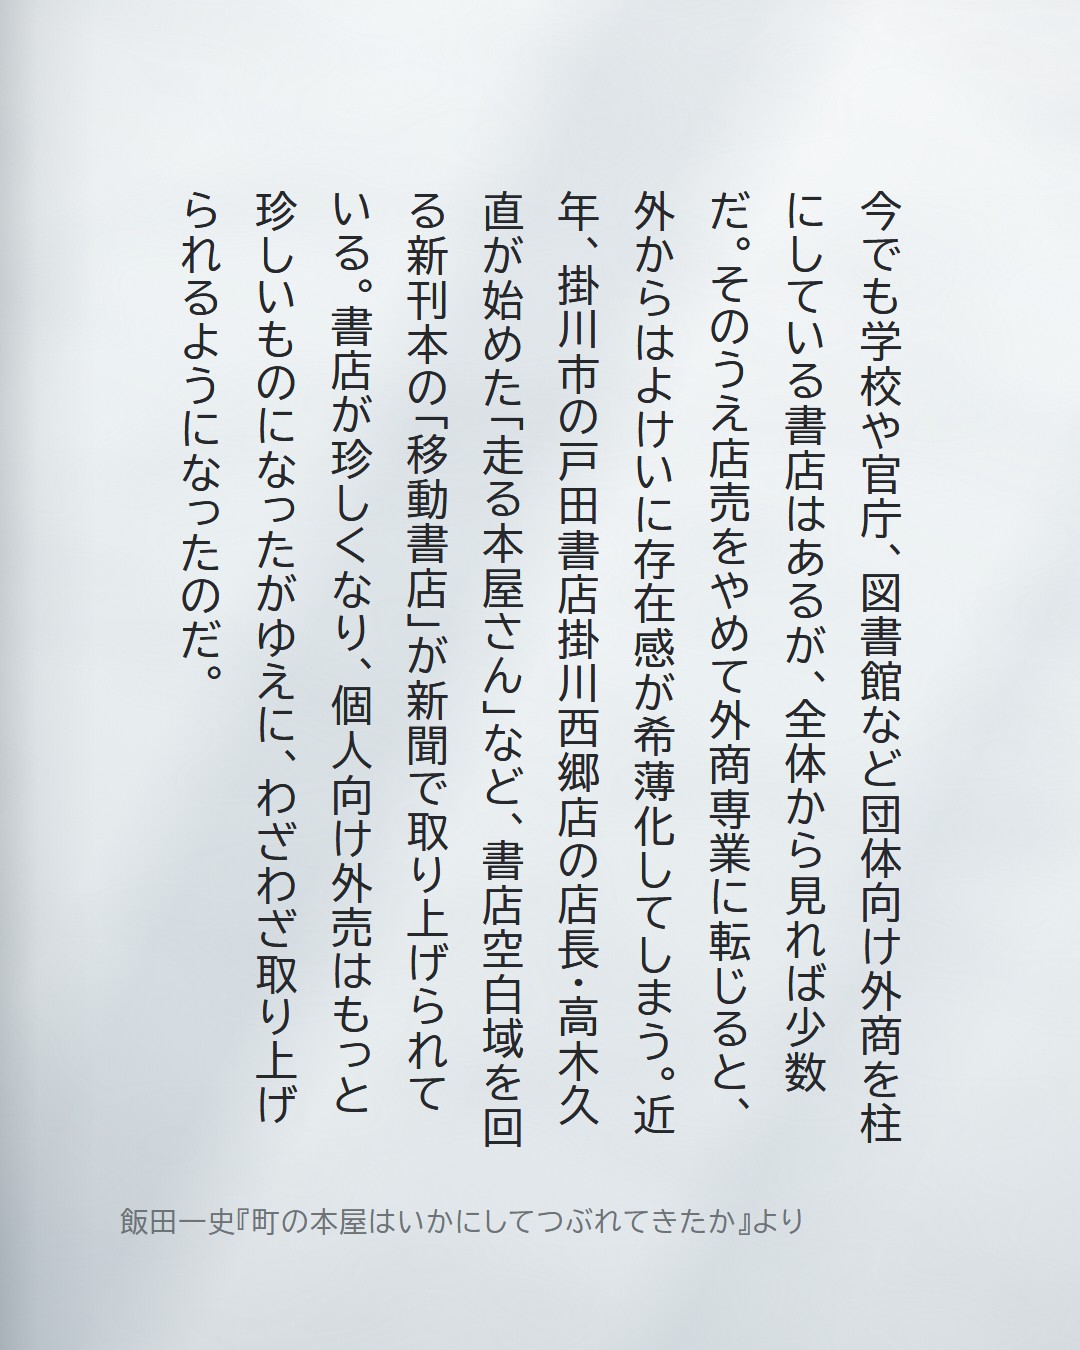 今でも学校や官庁、図書館など団体向け外商を柱
にしている書店はあるが、全体から見れば少数
だ。そのうえ店売をやめて外商専業に転じると、
外からはよけいに存在感が希薄化してしまう。近
年、掛川市の戸田書店掛川西郷店の店長・高木久
直が始めた「走る本屋さん」など、書店空白域を回
る新刊本の「移動書店」が新聞で取り上げられて
いる。書店が珍しくなり、個人向け外売はもっと
珍しいものになったがゆえに、わざわざ取り上げ
られるようになったのだ。
飯田一史『町の本屋はいかにしてつぶれてきたか』より